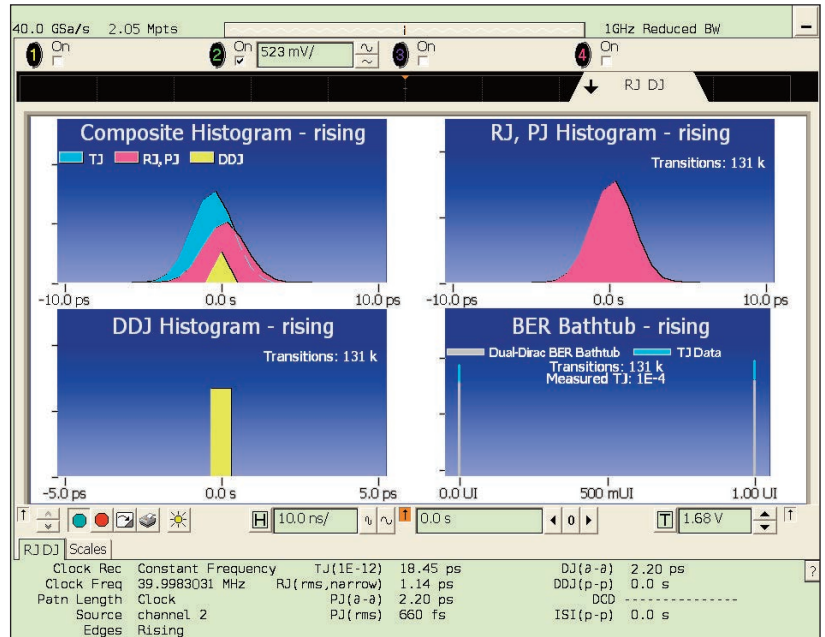 40.0 GSa/s 2.05 Mpts 1GHz Reduced BW
1 On 2 On 523 mV/ 3 On 4 On
RJ DJ
Composite Histogram - rising
TJ RJ,PJ DDJ
-10.0 ps 0.0 s 10.0 ps
RJ, PJ Histogram - rising
Transitions: 131 k
-10.0 ps 0.0 s 10.0 ps
DDJ Histogram - rising
Transitions: 131 k
-5.0 ps 0.0 s 5.0 ps
BER Bathtub - rising
Dual-Dirac BER Bathtub TJ Data
Transitions: 131 k
Measured TJ: 1E-4
0.0 UI 500 mUI 1.00 UI
H 10.0 ns/ 0.0 s 0 T 1.68 V
RJDJ Scales
Clock Rec Constant Frequency TJ(1E-12) 18.45 ps DJ(∂-∂) 2.20 ps ?
Clock Freq 39.9983031 MHz RJ(rms,narrow) 1.14 ps DDJ(p-p) 0.0 s
Patn Length Clock PJ(∂-∂) 2.20 ps DCD ---------------
Source channel 2 PJ(rms) 660 fs ISI(p-p) 0.0 s
Edges Rising